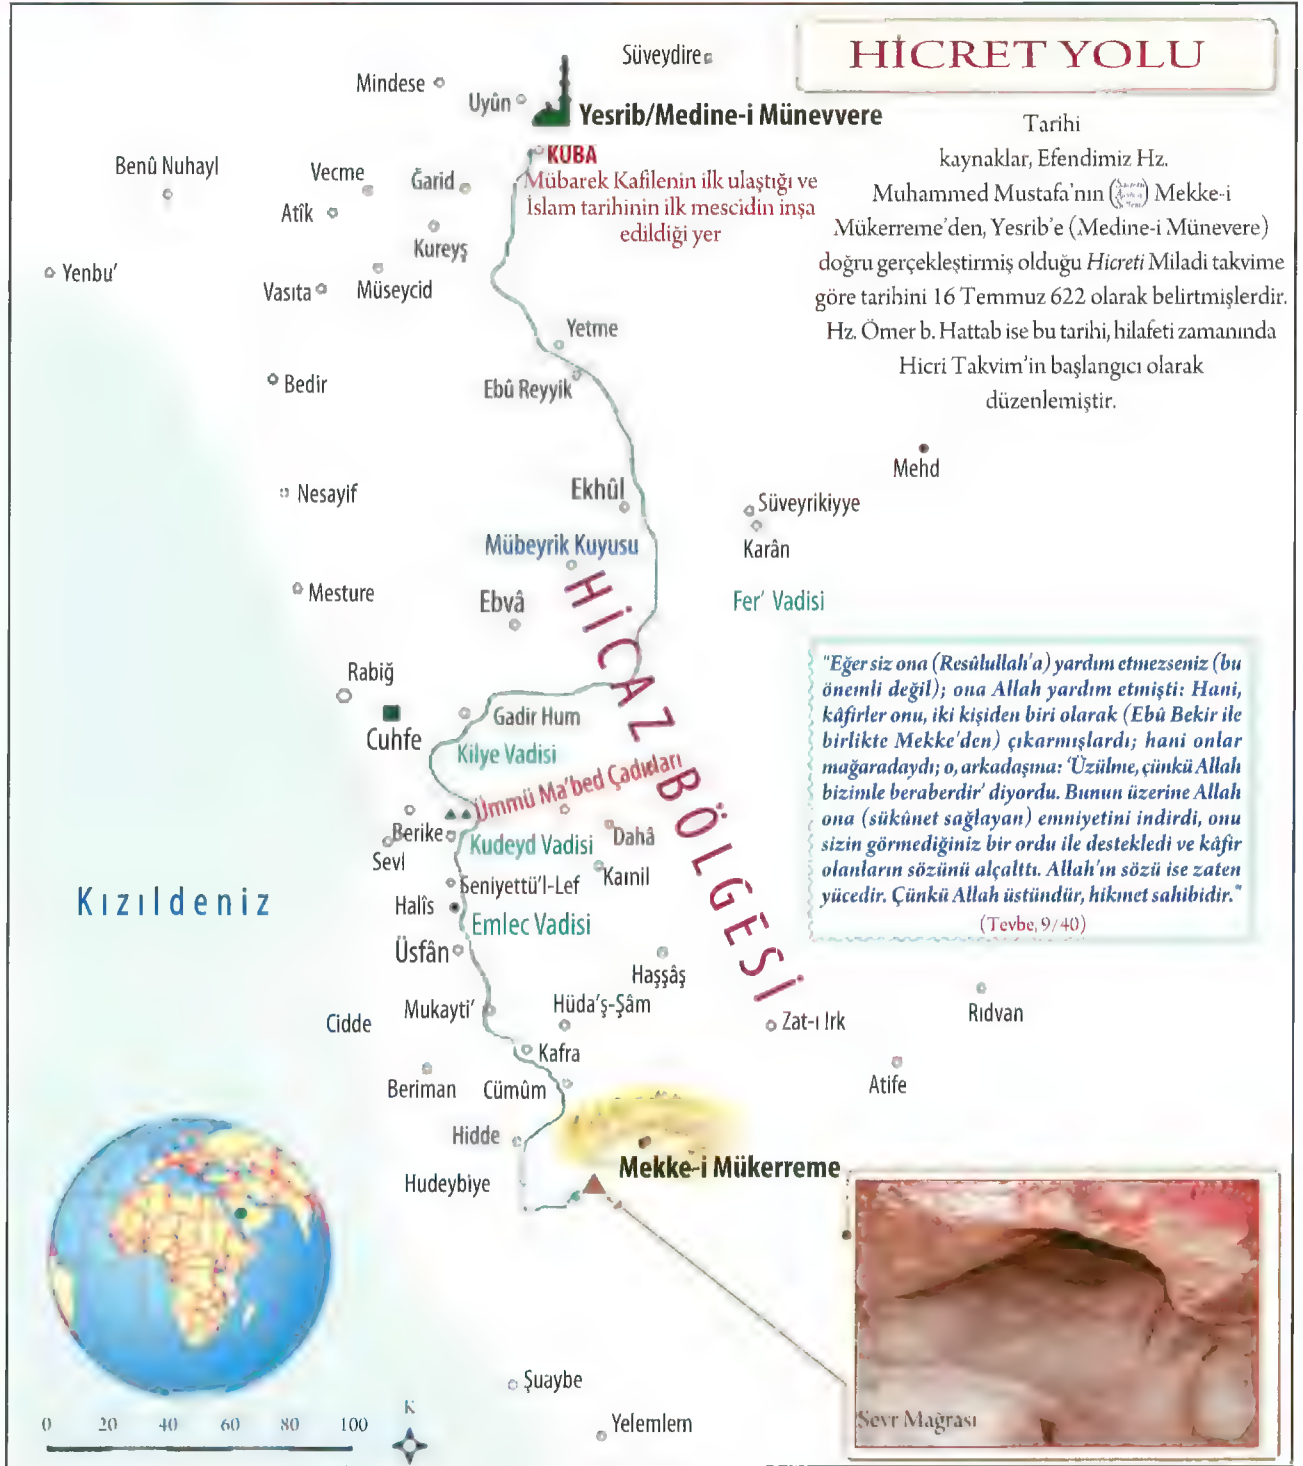 HİCRET YOLU
Tarihi
kaynaklar, Efendimiz Hz.
Muhammed Mustafa'nın Mekke-i
Mükerreme'den, Yesrib'e (Medine-i Münevere)
doğru gerçekleştirmiş olduğu Hicreti Miladi takvime
göre tarihini 16 Temmuz 622 olarak belirtmişlerdir.
Hz. Ömer b. Hattab ise bu tarihi, hilafeti zamanında
Hicri Takvim'in başlangıcı olarak
düzenlemiştir.
Süveydire
Mindese
Uyûn
Yesrib/Medine-i Münevvere
KUBA
Mübarek Kafilenin ilk ulaştığı ve
İslam tarihinin ilk mescidin inşa
edildiği yer
Benû Nuhayl
Vecme
Ğarid
Atîk
Kureyş
Yenbu'
Vasıta
Müseycid
Yetme
Bedir
Ebû Reyyik
Mehd
Nesayif
Ekhûl
Süveyrikiyye
Karân
Mübeyrik Kuyusu
Mesture
Ebvâ
Fer' Vadisi
HİCAZ BÖLGESİ
"Eğer siz ona (Resûlullah'a) yardım etmezseniz (bu
önemli değil); ona Allah yardım etmişti: Hani,
kâfirler onu, iki kişiden biri olarak (Ebû Bekir ile
birlikte Mekke'den) çıkarmışlardı; hani onlar
mağaradaydı; o, arkadaşına: 'Üzülme, çünkü Allah
bizimle beraberdir' diyordu. Bunun üzerine Allah
ona (sükûnet sağlayan) emniyetini indirdi, onu
sizin görmediğiniz bir ordu ile destekledi ve kâfir
olanların sözünü alçalttı. Allah'ın sözü ise zaten
yücedir. Çünkü Allah üstündür, hikmet sahibidir."
(Tevbe, 9/40)
Rabiğ
Cuhfe
Gadir Hum
Kilye Vadisi
Ümmü Ma'bed Çadırları
Berike
Sevl
Kudeyd Vadisi
Dahâ
Kamil
Seniyettü'l-Lef
Halîs
Emlec Vadisi
Kızıldeniz
Üsfân
Haşşâş
Mukayti'
Hüda'ş-Şâm
Zat-ı Irk
Rıdvan
Cidde
Kafra
Beriman
Cümûm
Atife
Hidde
Mekke-i Mükerreme
Hudeybiye
Şuaybe
Yelemlem
Sevr Mağrası
0 20 40 60 80 100
K